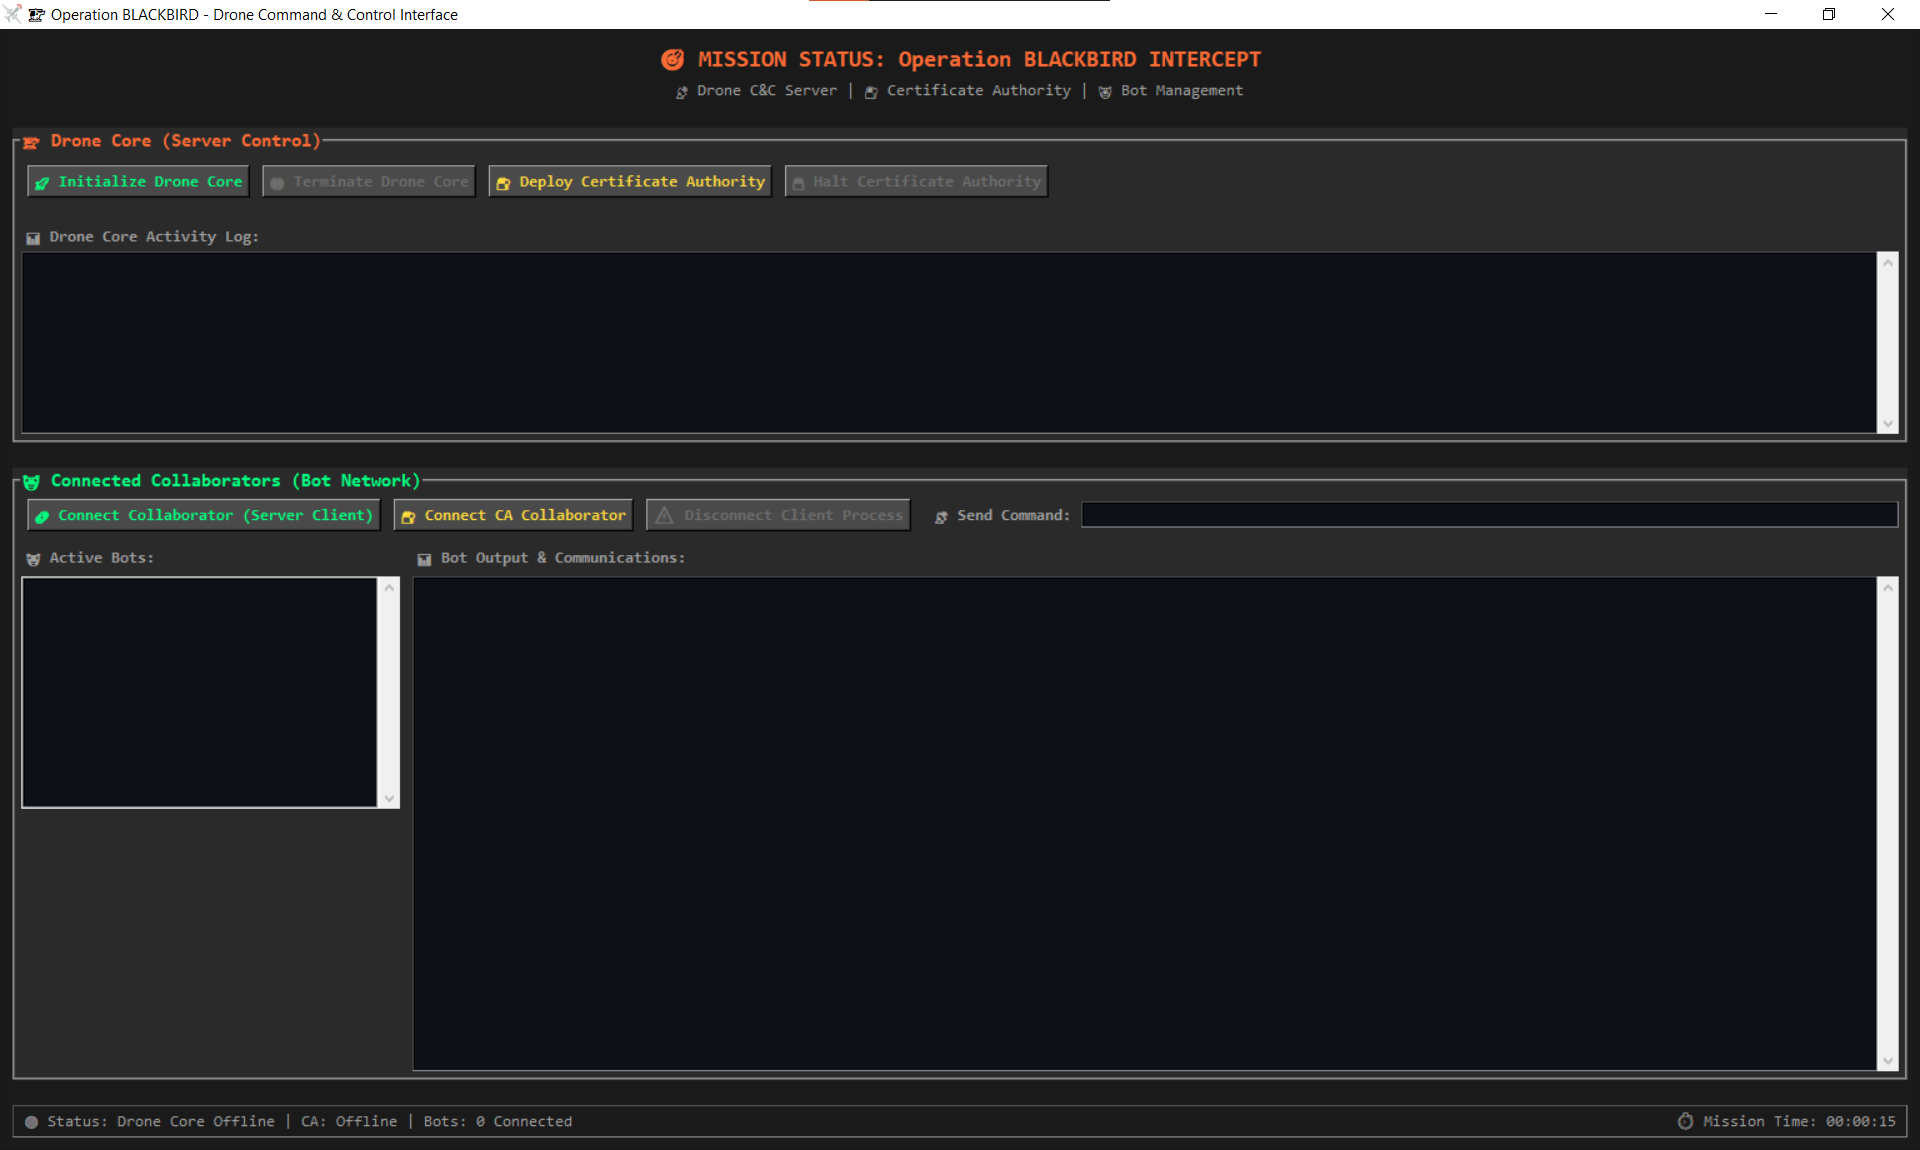 Operation BLACKBIRD - Drone Command & Control Interface
MISSION STATUS: Operation BLACKBIRD INTERCEPT
Drone C&C Server | Certificate Authority | Bot Management
Drone Core (Server Control)
Initialize Drone Core Terminate Drone Core Deploy Certificate Authority Halt Certificate Authority
Drone Core Activity Log:
Connected Collaborators (Bot Network)
Connect Collaborator (Server Client) Connect CA Collaborator Disconnect Client Process Send Command:
Active Bots: Bot Output & Communications:
Status: Drone Core Offline | CA: Offline | Bots: 0 Connected Mission Time: 00:00:15